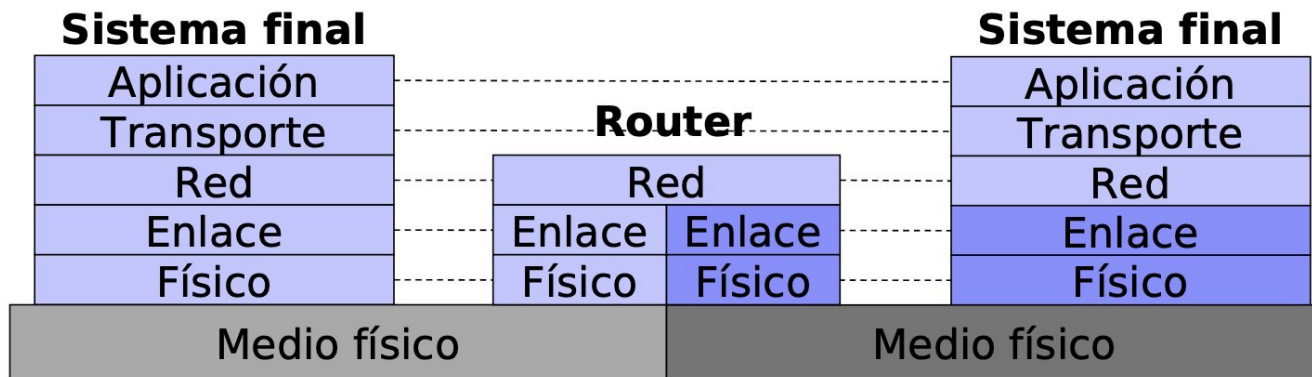 Sistema final
Aplicación
Transporte
Red
Enlace
Físico
Router
Red
Enlace Enlace
Físico Físico
Sistema final
Aplicación
Transporte
Red
Enlace
Físico
Medio físico
Medio físico